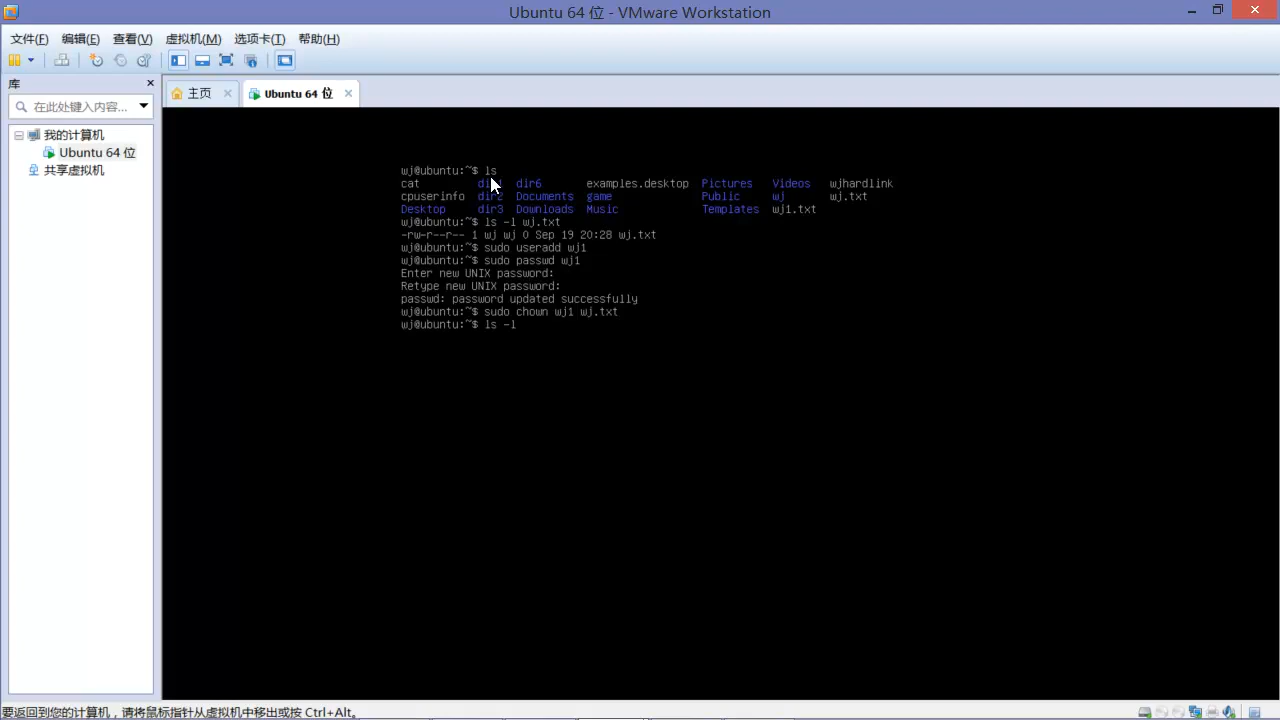 Ubuntu 64 位 - VMware Workstation
文件(F) 编辑(E) 查看(V) 虚拟机(M) 选项卡(T) 帮助(H)
库
在此处键入内容...
我的计算机
Ubuntu 64 位
共享虚拟机
主页
Ubuntu 64 位
wj@ubuntu:~$ ls
cat dir1 dir6 examples.desktop Pictures Videos wjhardlink
cpuserinfo dir2 Documents game Public wj wj.txt
Desktop dir3 Downloads Music Templates wj1.txt
wj@ubuntu:~$ ls -l wj.txt
-rw-r--r-- 1 wj wj 0 Sep 19 20:28 wj.txt
wj@ubuntu:~$ sudo useradd wj1
wj@ubuntu:~$ sudo passwd wj1
Enter new UNIX password:
Retype new UNIX password:
passwd: password updated successfully
wj@ubuntu:~$ sudo chown wj1 wj.txt
wj@ubuntu:~$ ls -l
要返回到您的计算机，请将鼠标指针从虚拟机中移出或按 Ctrl+Alt。